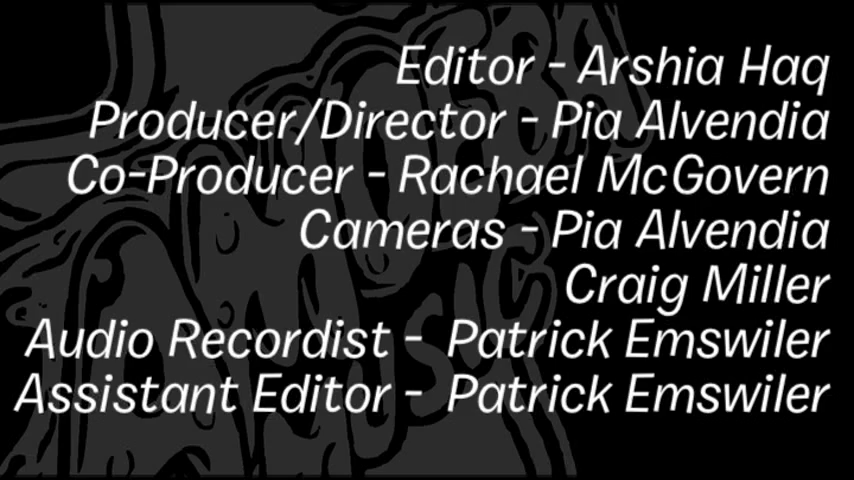 Editor - Arshia Haq
Producer/Director - Pia Alvendia
Co-Producer - Rachael McGovern
Cameras - Pia Alvendia
Craig Miller
Audio Recordist - Patrick Emswiler
Assistant Editor - Patrick Emswiler